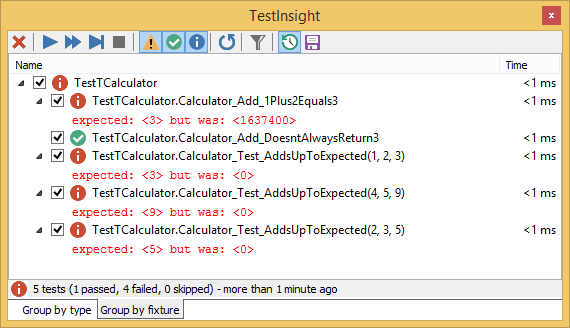 TestInsight
Name Time
TestTCalculator <1 ms
TestTCalculator.Calculator_Add_1Plus2Equals3 <1 ms
expected: <3> but was: <1637400>
TestTCalculator.Calculator_Add_DoesntAlwaysReturn3 <1 ms
TestTCalculator.Calculator_Test_AddsUpToExpected(1, 2, 3) <1 ms
expected: <3> but was: <0>
TestTCalculator.Calculator_Test_AddsUpToExpected(4, 5, 9) <1 ms
expected: <9> but was: <0>
TestTCalculator.Calculator_Test_AddsUpToExpected(2, 3, 5) <1 ms
expected: <5> but was: <0>
5 tests (1 passed, 4 failed, 0 skipped) - more than 1 minute ago
Group by type Group by fixture